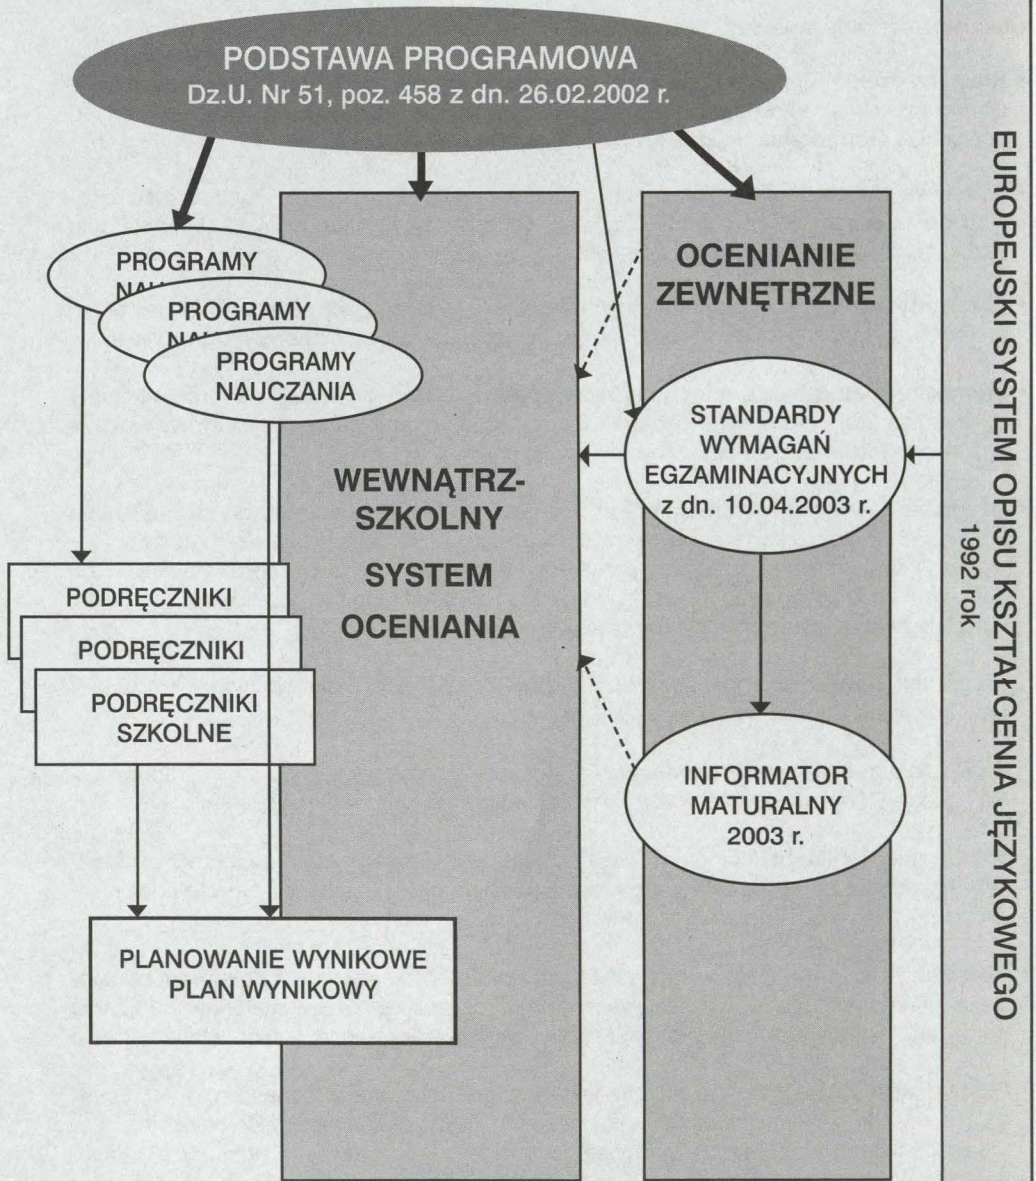 PODSTAWA PROGRAMOWA
Dz.U. Nr 51, poz. 458 z dn. 26.02.2002 r.
PROGRAMY
PROGRAMY
PROGRAMY
NAUCZANIA
OCENIANIE
ZEWNĘTRZNE
STANDARDY
WYMAGAŃ
EGZAMINACYJNYCH
z dn. 10.04.2003 r.
WEWNĄTRZ-
SZKOLNY
SYSTEM
OCENIANIA
PODRĘCZNIKI
PODRĘCZNIKI
PODRĘCZNIKI
SZKOLNE
INFORMATOR
MATURALNY
2003 r.
PLANOWANIE WYNIKOWE
PLAN WYNIKOWY
EUROPEJSKI SYSTEM OPISU KSZTAŁCENIA JĘZYKOWEGO
1992 rok